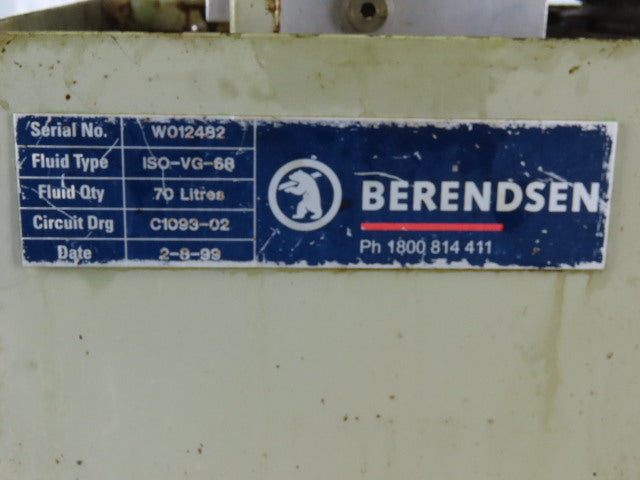 Serial No. WO12482
Fluid Type ISO-VG-68
Fluid Qty 70 Litres
Circuit Drg C1093-02
Date 2-8-99
BERENDSEN
Ph 1800 814 411